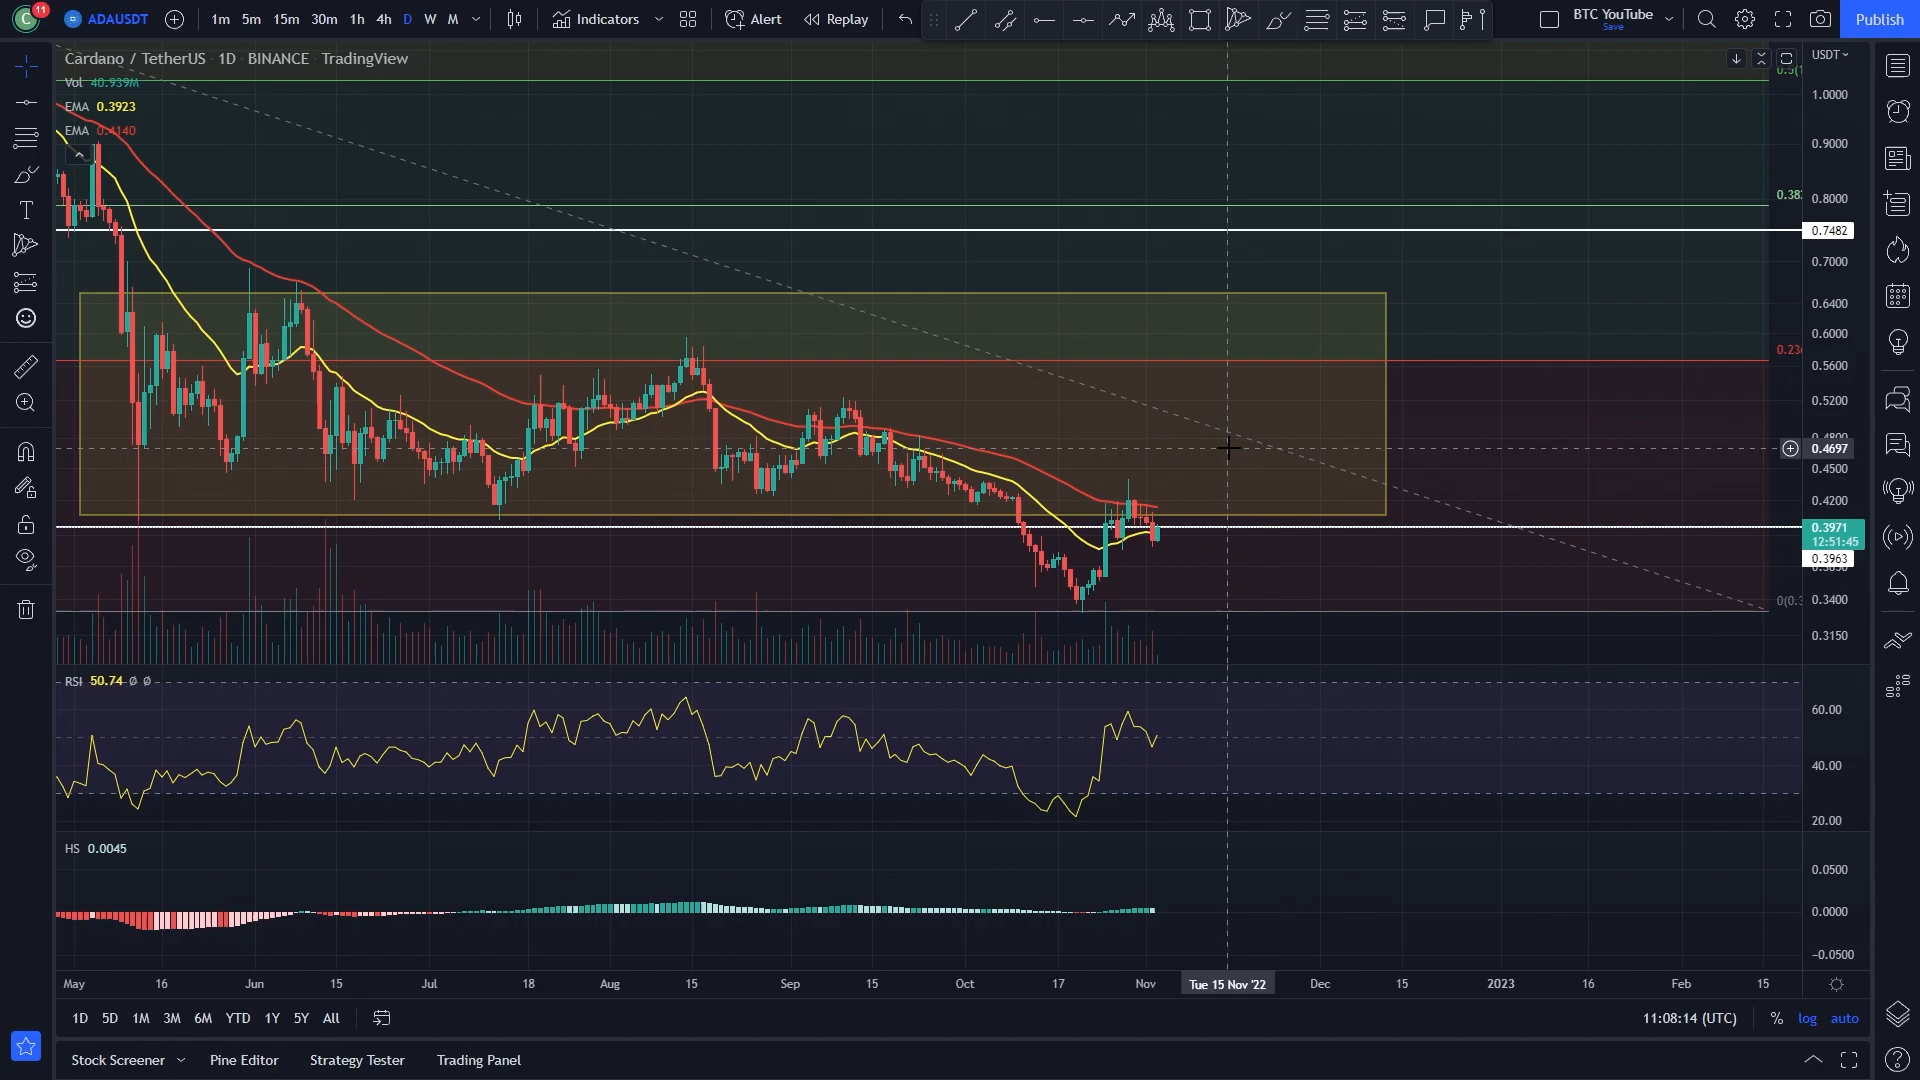 C 11 ADAUSDT 1m 5m 15m 30m 1h 4h D W M Indicators Alert Replay BTC YouTube Save Publish
Cardano / TetherUS · 1D · BINANCE · TradingView
USDT
Vol 40.939M
EMA 0.3923
EMA 0.4140
1.0000
0.9000
0.8000
0.7482
0.7000
0.6400
0.6000
0.5600
0.5200
0.4800
0.4697
0.4500
0.4200
0.3971
12:51:45
0.3963
0.3400
0.3150
RSI 50.74 Ø Ø
60.00
40.00
20.00
HS 0.0045
0.0500
0.0000
−0.0500
May 16 Jun 15 Jul 18 Aug 15 Sep 15 Oct 17 Nov Tue 15 Nov '22 Dec 15 2023 16 Feb 15
1D 5D 1M 3M 6M YTD 1Y 5Y All 11:08:14 (UTC) % log auto
Stock Screener Pine Editor Strategy Tester Trading Panel